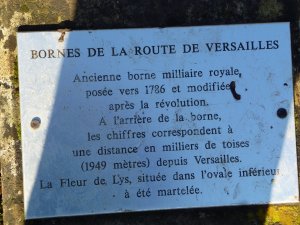 BORNES DE LA ROUTE DE VERSAILLES
Ancienne borne milliaire royale,
posée vers 1786 et modifiée
après la révolution.
A l'arrière de la borne,
les chiffres correspondent à
une distance en milliers de toises
(1949 mètres) depuis Versailles.
La Fleur de Lys, située dans l'ovale inférieur
à été martelée.